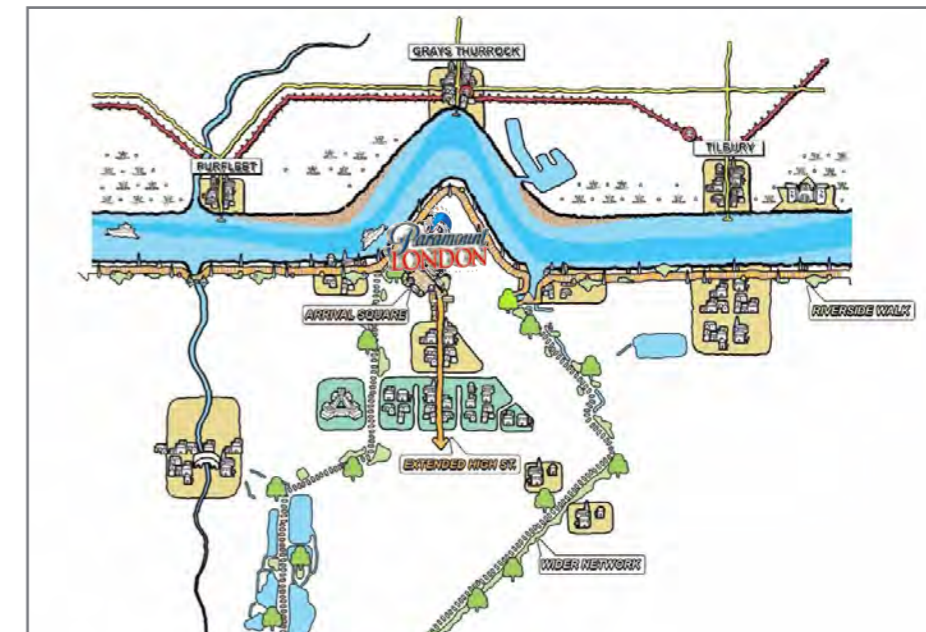 GRAYS THURROCK
PURFLEET
TILBURY
Paramount
LONDON
ARRIVAL SQUARE
RIVERSIDE WALK
EXTENDED HIGH ST.
WIDER NETWORK